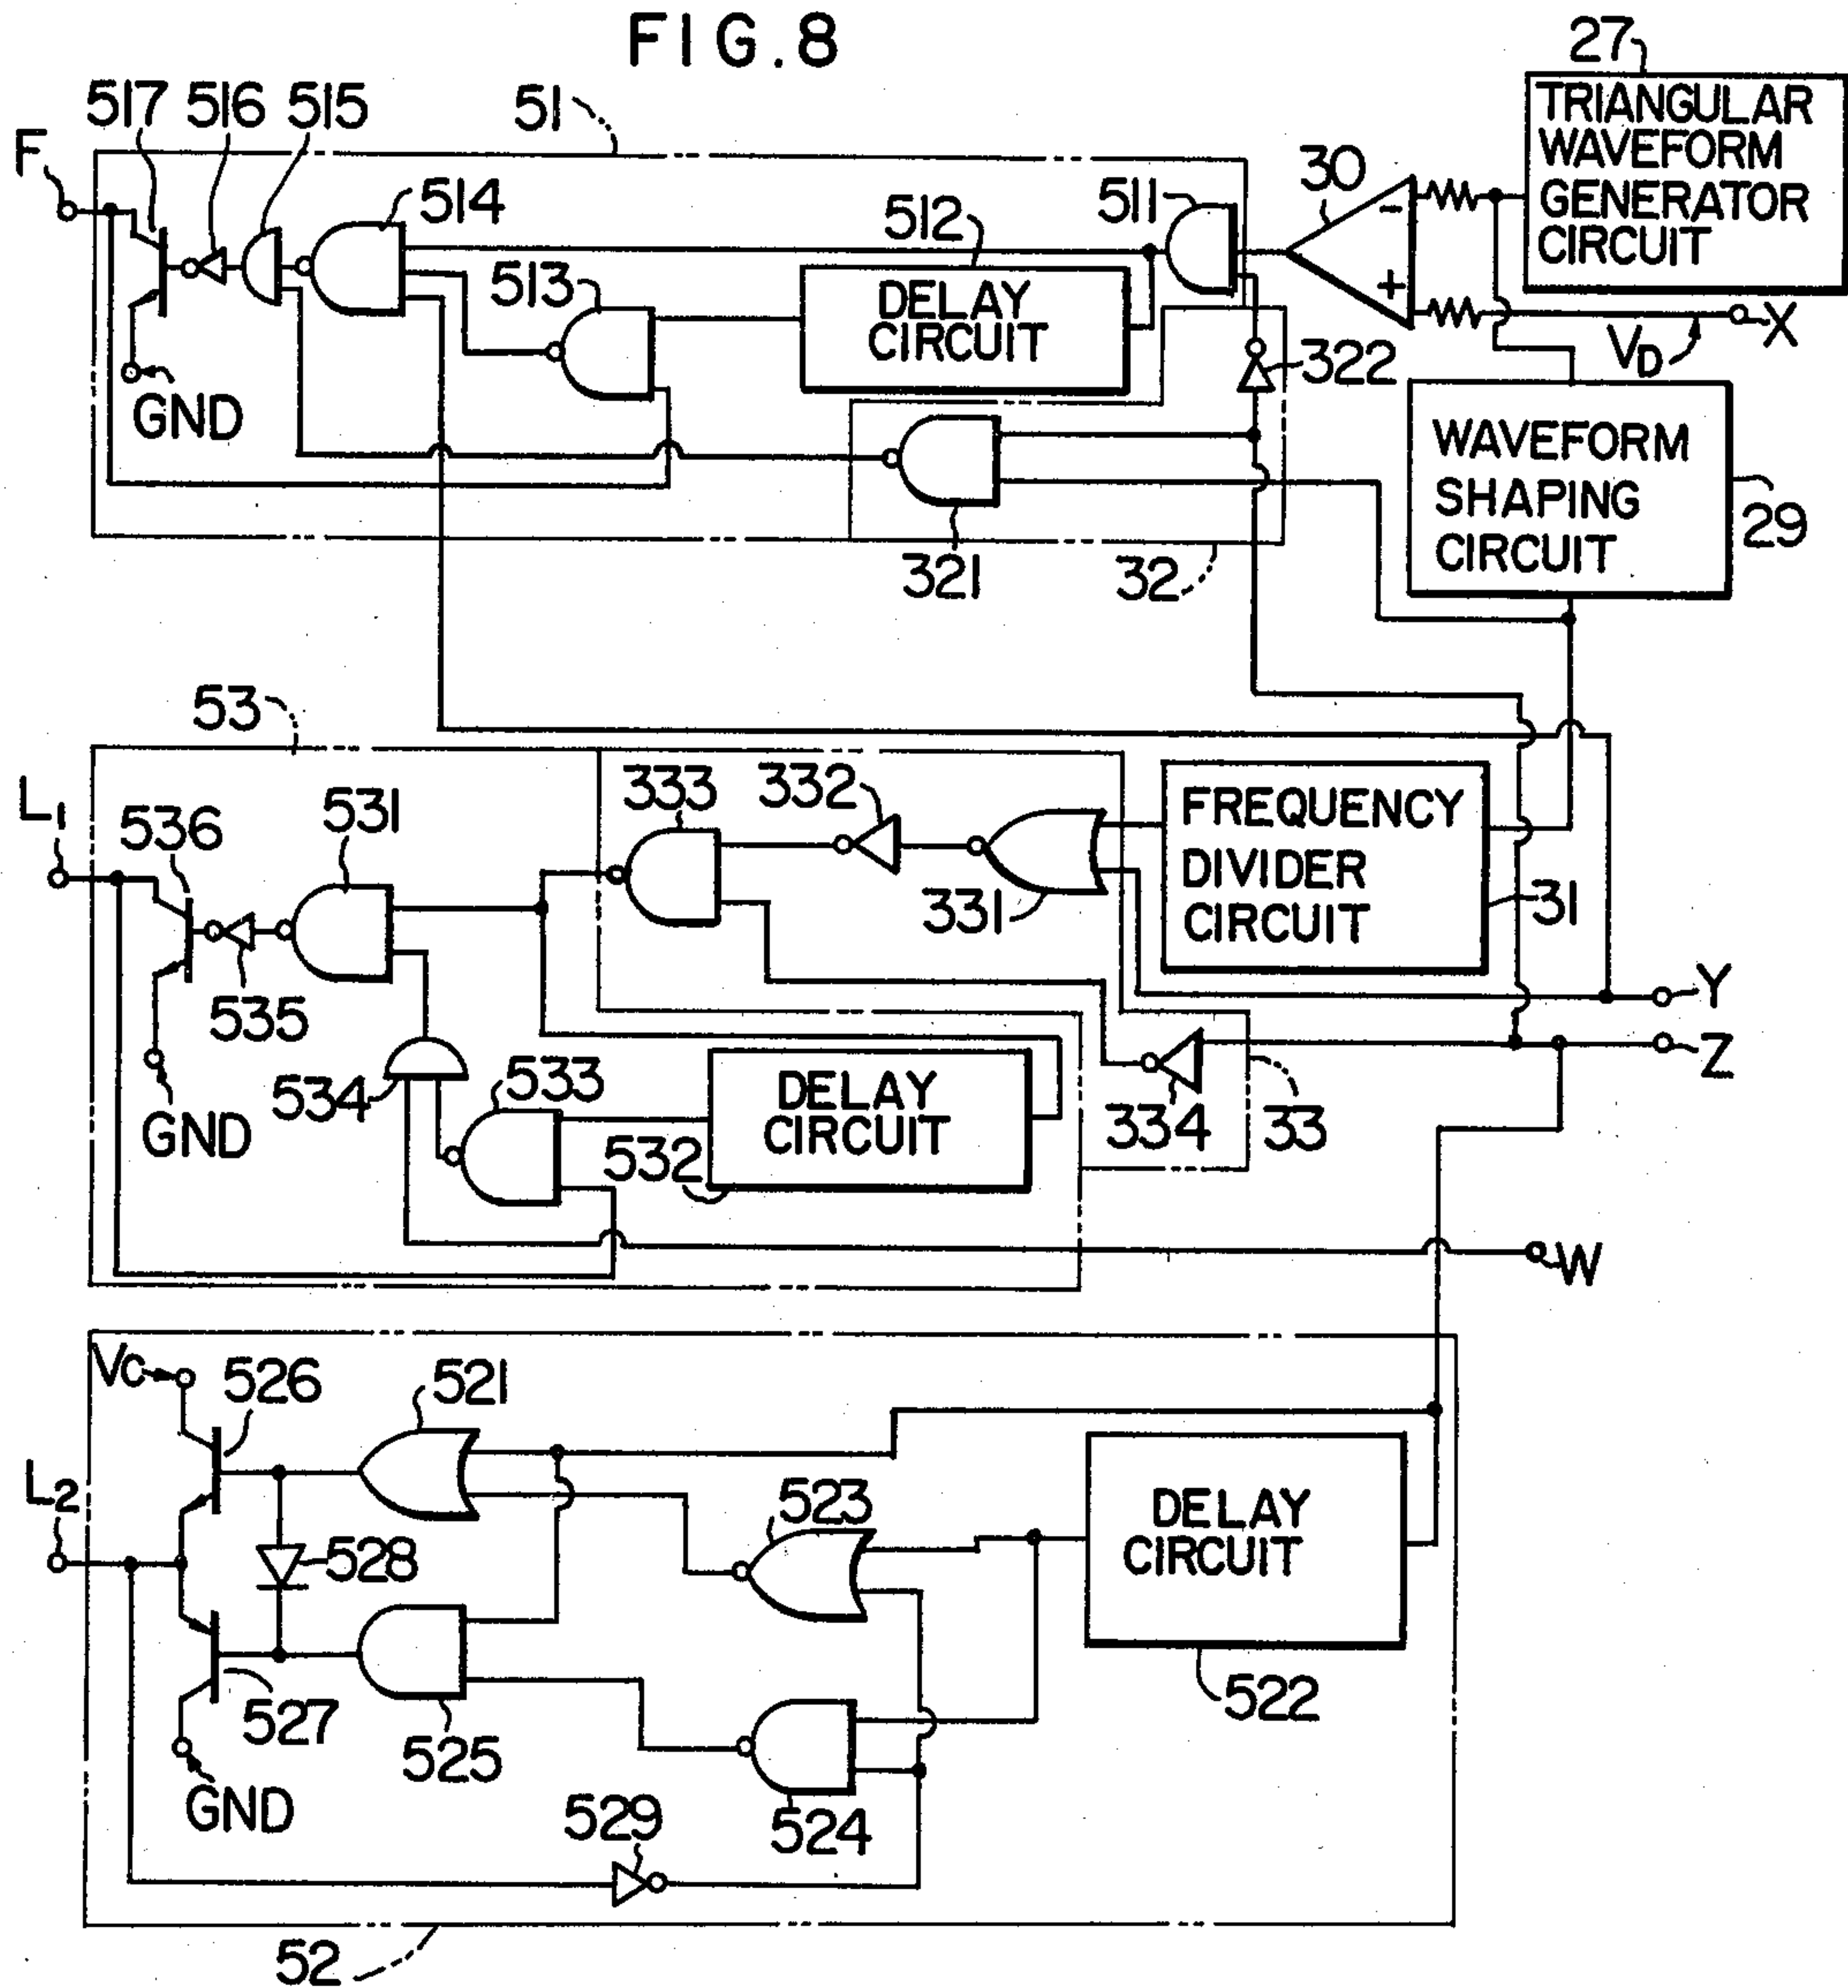 FIG.8
27
TRIANGULAR
WAVEFORM
GENERATOR
CIRCUIT
517
516
515
51
F
514
512
511
30
-
+
513
DELAY
CIRCUIT
X
VD
322
GND
WAVEFORM
SHAPING
CIRCUIT
29
321
32
53
L1
536
531
333
332
331
FREQUENCY
DIVIDER
CIRCUIT
31
535
Y
Z
534
533
DELAY
CIRCUIT
532
334
33
GND
W
Vc
526
521
L2
528
523
DELAY
CIRCUIT
522
527
525
GND
529
524
52